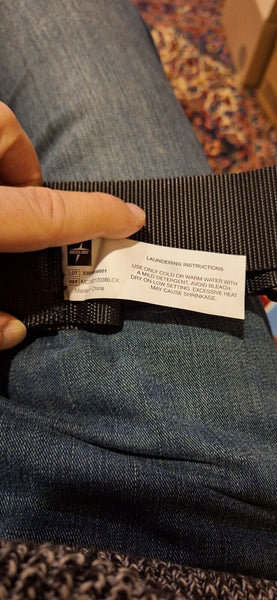 LOT
REF
Made in China
LAUNDERING INSTRUCTIONS
USE ONLY COLD OR WARM WATER WITH
A MILD DETERGENT. AVOID BLEACH.
DRY ON LOW SETTING, EXCESSIVE HEAT
MAY CAUSE SHRINKAGE.